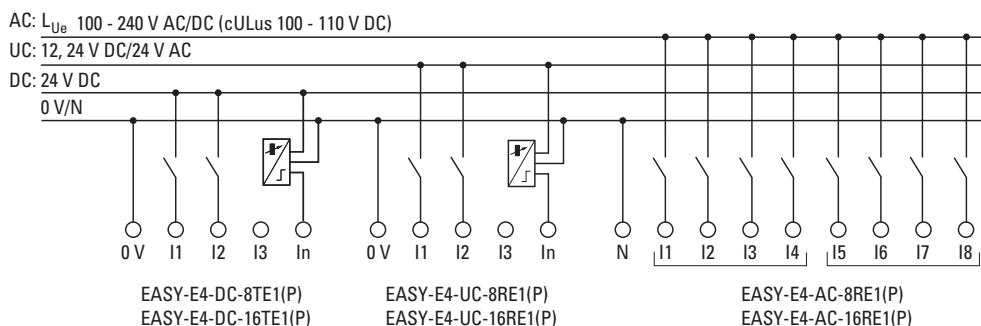 AC: L_Ue 100 - 240 V AC/DC (cULus 100 - 110 V DC)
UC: 12, 24 V DC/24 V AC
DC: 24 V DC
0 V/N
0 V I1 I2 I3 In 0 V I1 I2 I3 In N I1 I2 I3 I4 I5 I6 I7 I8
EASY-E4-DC-8TE1(P) EASY-E4-UC-8RE1(P) EASY-E4-AC-8RE1(P)
EASY-E4-DC-16TE1(P) EASY-E4-UC-16RE1(P) EASY-E4-AC-16RE1(P)